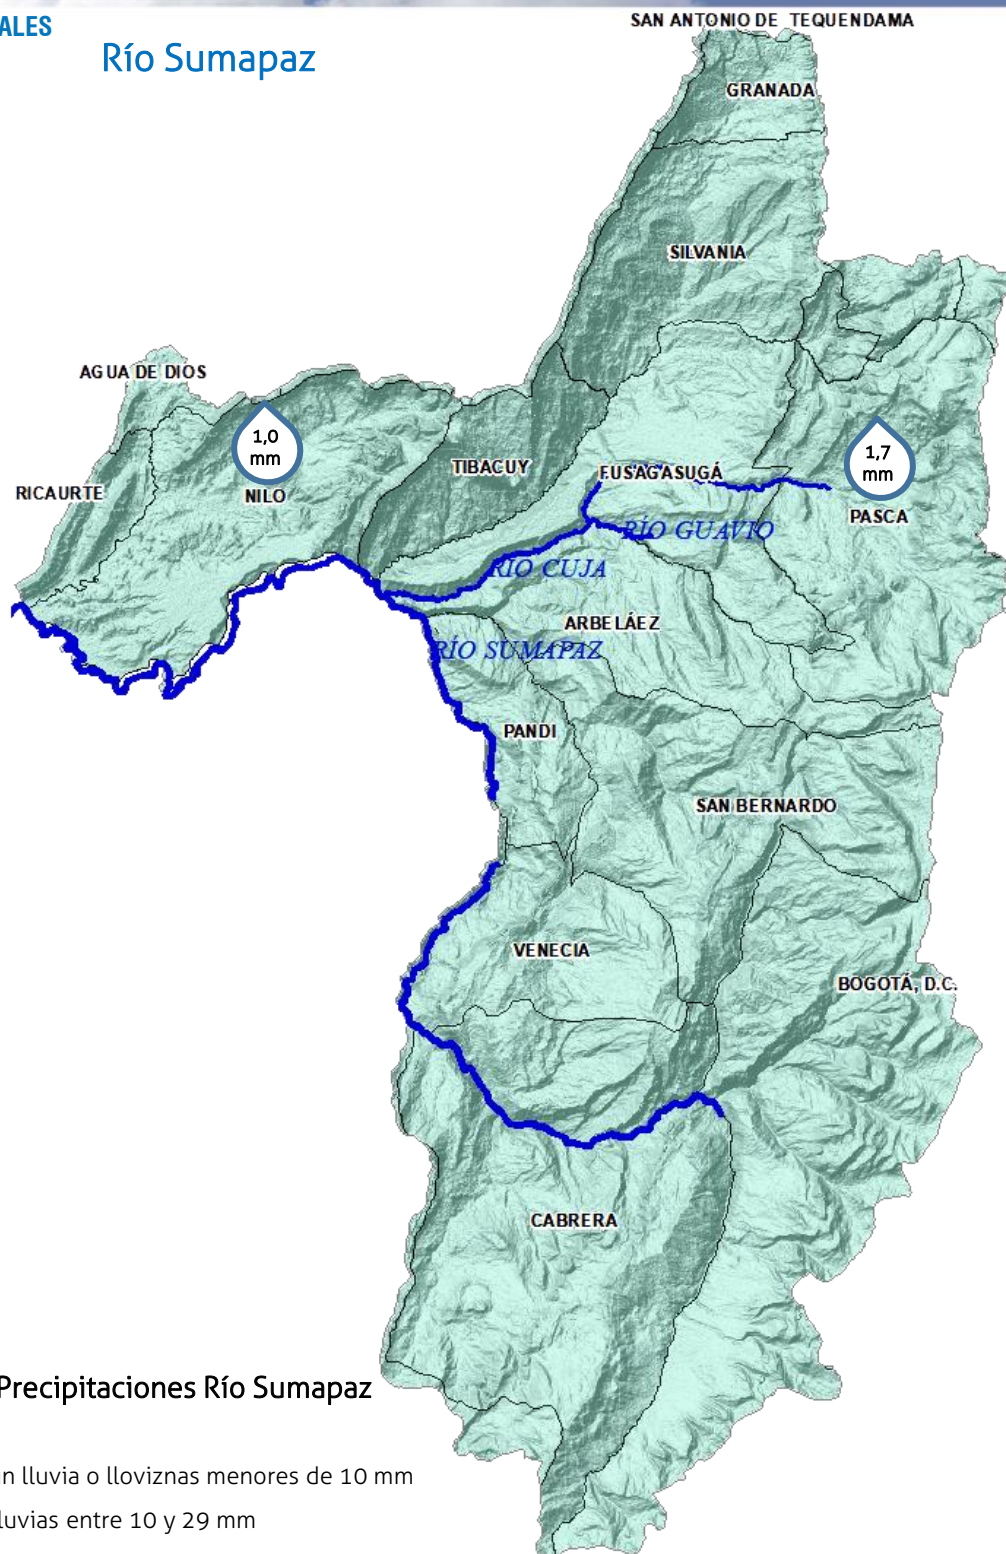 ALES
SAN ANTONIO DE TEQUENDAMA
Río Sumapaz
GRANADA
SILVANIA
AGUA DE DIOS
1,0
mm
1,7
mm
TIBACUY
FUSAGASUGÁ
RICAURTE
NILO
PASCA
RÍO GUAVIO
RÍO CUJA
ARBELÁEZ
RÍO SUMAPAZ
PANDI
SAN BERNARDO
VENECIA
BOGOTÁ, D.C.
CABRERA
Precipitaciones Río Sumapaz
an lluvia o lloviznas menores de 10 mm
lluvias entre 10 y 29 mm